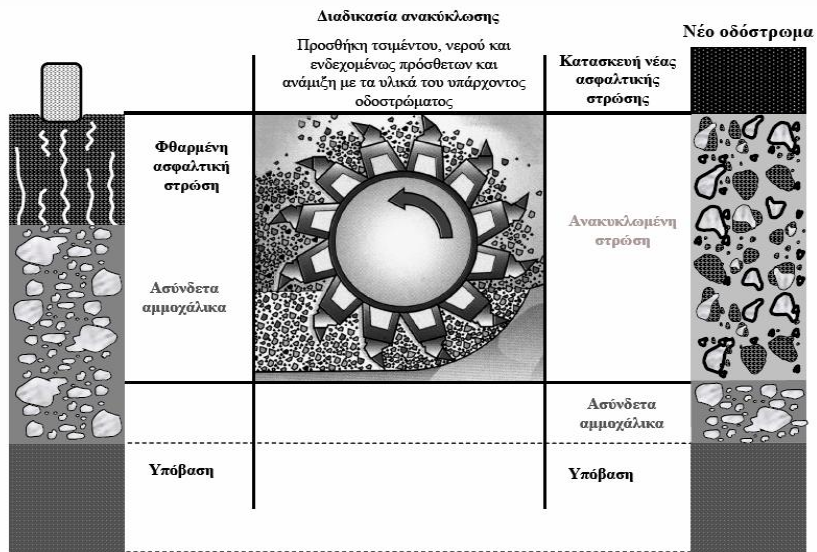 Διαδικασία ανακύκλωσης
Προσθήκη τσιμέντου, νερού και
ενδεχομένως πρόσθετων και
ανάμιξη με τα υλικά του υπάρχοντος
οδοστρώματος
Νέο οδόστρωμα
Κατασκευή νέας
ασφαλτικής
στρώσης
Φθαρμένη
ασφαλτική
στρώση
Ανακυκλωμένη
στρώση
Ασύνδετα
αμμοχάλικα
Ασύνδετα
αμμοχάλικα
Υπόβαση
Υπόβαση